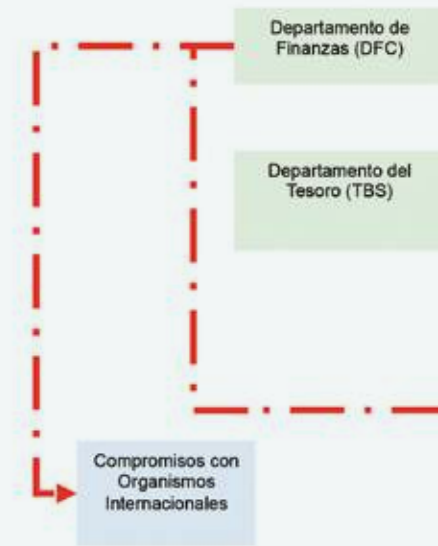 Departamento de
Finanzas (DFC)
Departamento del
Tesoro (TBS)
Compromisos con
Organismos
Internacionales